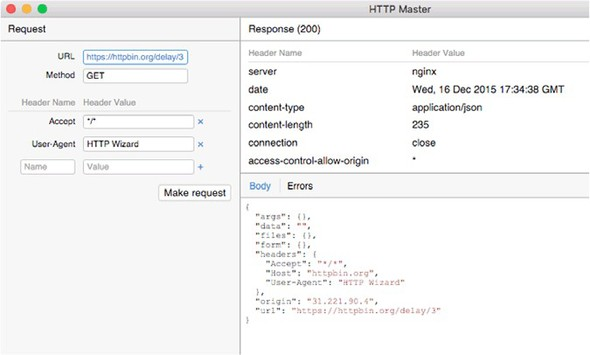 HTTP Master
Request
URL https://httpbin.org/delay/3
Method GET
Header Name Header Value
Accept */* ×
User-Agent HTTP Wizard ×
Name Value +
Make request
Response (200)
Header Name Header Value
server nginx
date Wed, 16 Dec 2015 17:34:38 GMT
content-type application/json
content-length 235
connection close
access-control-allow-origin *
Body Errors
{
  "args": {},
  "data": "",
  "files": {},
  "form": {},
  "headers": {
    "Accept": "*/*",
    "Host": "httpbin.org",
    "User-Agent": "HTTP Wizard"
  },
  "origin": "31.221.90.4",
  "url": "https://httpbin.org/delay/3"
}